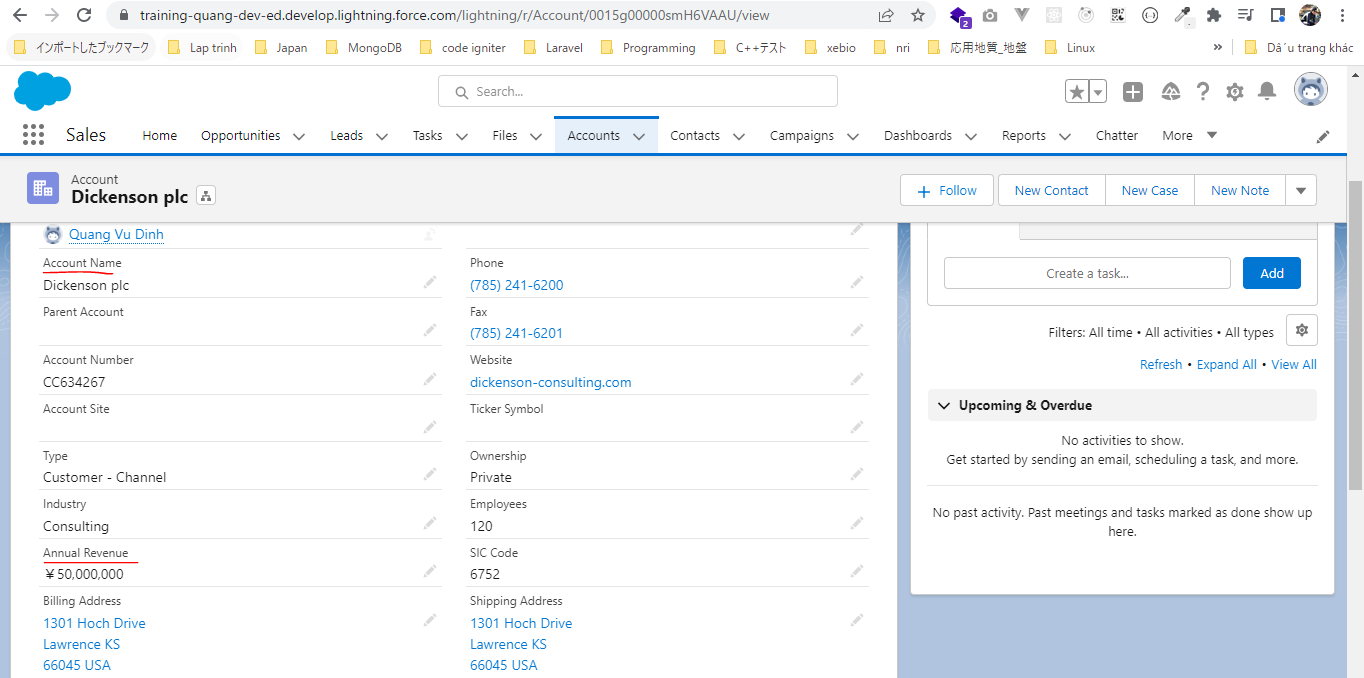 training-quang-dev-ed.develop.lightning.force.com/lightning/r/Account/0015g00000smH6VAAU/view
2
インポートしたブックマーク Lap trinh Japan MongoDB code igniter Laravel Programming C++テスト xebio nri 応用地質_地盤 Linux » Dấu trang khác
Search...
Sales Home Opportunities Leads Tasks Files Accounts Contacts Campaigns Dashboards Reports Chatter More
Account
Dickenson plc
+ Follow New Contact New Case New Note
Quang Vu Dinh
Account Name
Dickenson plc
Phone
(785) 241-6200
Parent Account
Fax
(785) 241-6201
Account Number
CC634267
Website
dickenson-consulting.com
Account Site
Ticker Symbol
Type
Customer - Channel
Ownership
Private
Industry
Consulting
Employees
120
Annual Revenue
￥50,000,000
SIC Code
6752
Billing Address
1301 Hoch Drive
Lawrence KS
66045 USA
Shipping Address
1301 Hoch Drive
Lawrence KS
66045 USA
Create a task...
Add
Filters: All time • All activities • All types
Refresh • Expand All • View All
Upcoming & Overdue
No activities to show.
Get started by sending an email, scheduling a task, and more.
No past activity. Past meetings and tasks marked as done show up
here.